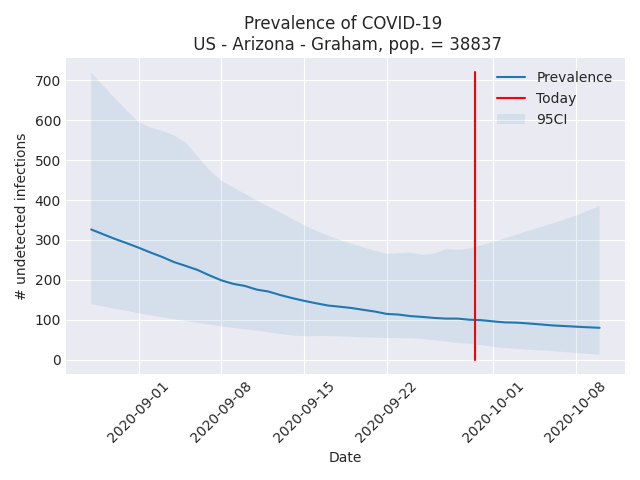 Prevalence of COVID-19
US - Arizona - Graham, pop. = 38837
Prevalence
Today
95CI
# undetected infections
700
600
500
400
300
200
100
0
2020-09-01
2020-09-08
2020-09-15
2020-09-22
2020-10-01
2020-10-08
Date